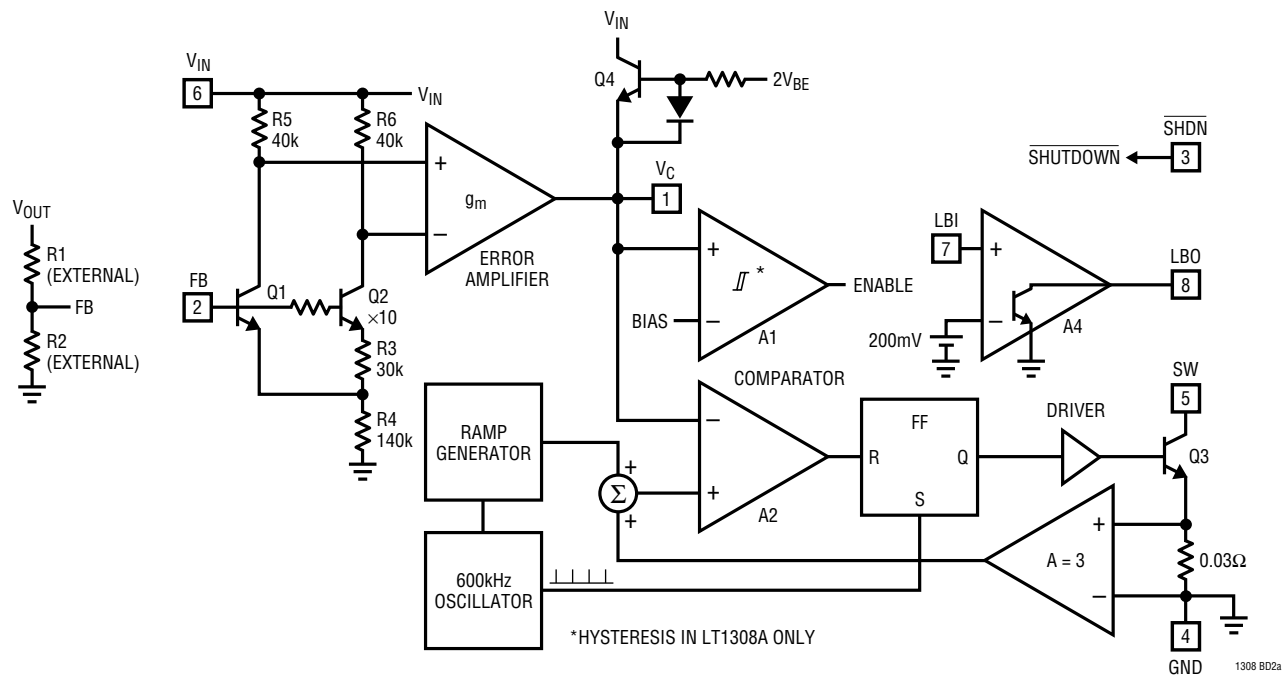 V_IN
6
V_IN
R5
40k
R6
40k
V_OUT
R1
(EXTERNAL)
FB
R2
(EXTERNAL)
FB
2
Q1
Q2
×10
R3
30k
R4
140k
+
g_m
–
ERROR
AMPLIFIER
V_IN
Q4
2V_BE
V_C
1
+
*
BIAS
–
A1
ENABLE
SHDN
3
SHUTDOWN
LBI
7
+
–
A4
200mV
LBO
8
COMPARATOR
–
+
A2
RAMP
GENERATOR
+
Σ
+
600kHz
OSCILLATOR
FF
R
Q
S
DRIVER
SW
5
Q3
A = 3
+
–
0.03Ω
4
GND
*HYSTERESIS IN LT1308A ONLY
1308 BD2a